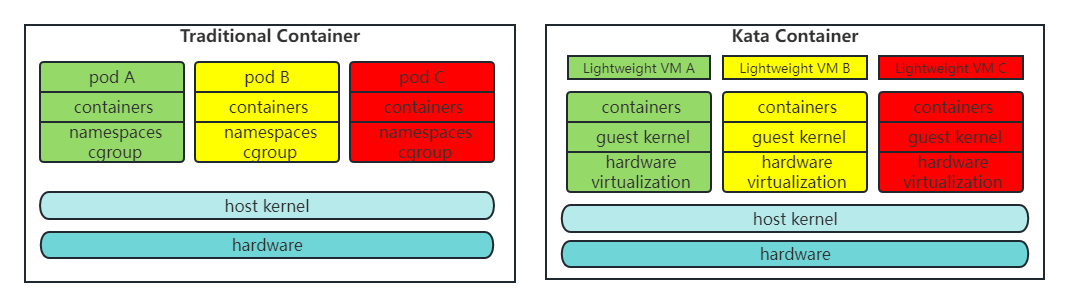 Traditional Container
pod A
containers
namespaces
cgroup
pod B
containers
namespaces
cgroup
pod C
containers
namespaces
cgroup
host kernel
hardware
Kata Container
Lightweight VM A
containers
guest kernel
hardware
virtualization
Lightweight VM B
containers
guest kernel
hardware
virtualization
Lightweight VM C
containers
guest kernel
hardware
virtualization
host kernel
hardware